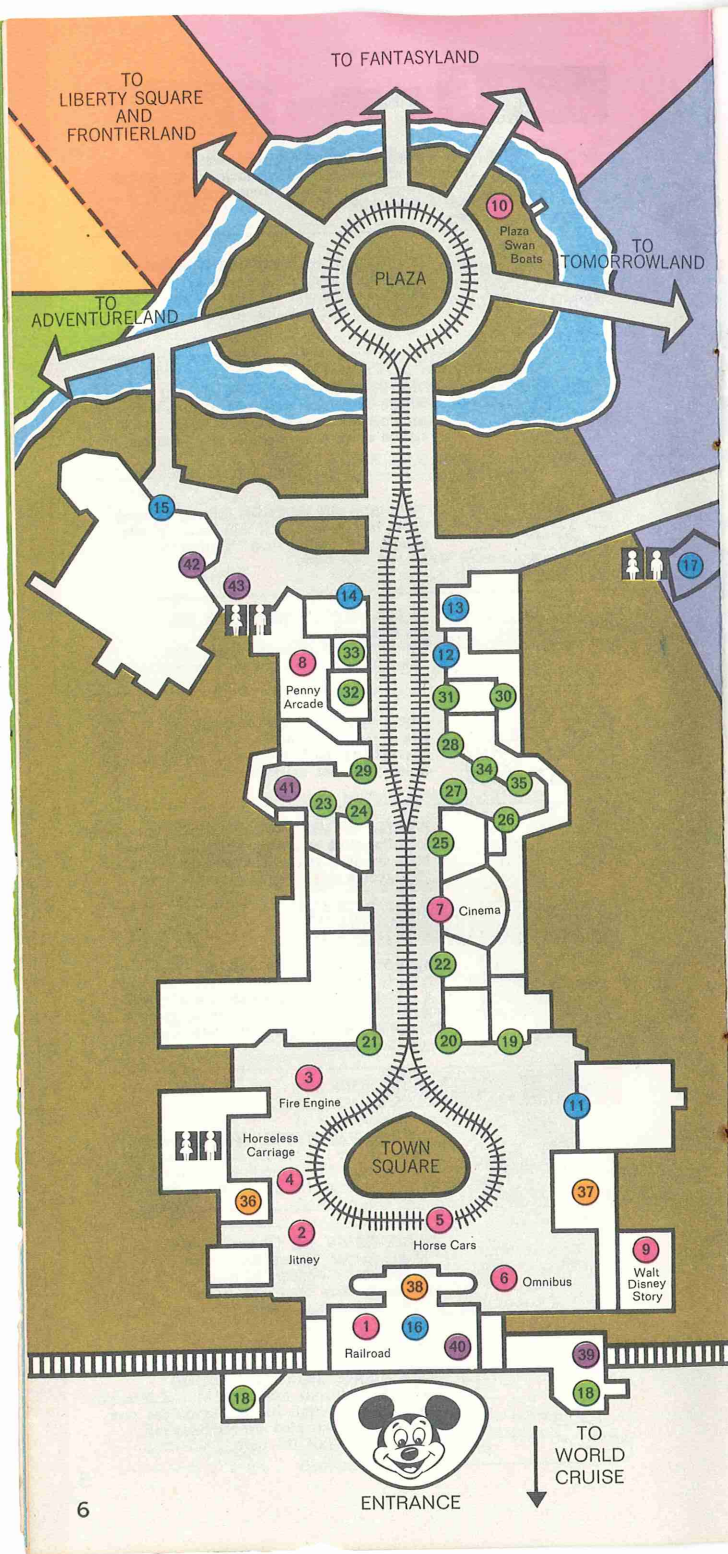 TO FANTASYLAND
TO
LIBERTY SQUARE
AND
FRONTIERLAND
10
Plaza
Swan
Boats
PLAZA
TO
TOMORROWLAND
TO
ADVENTURELAND
15
42
43
17
14
13
8
Penny
Arcade
33
12
32
31
30
28
29
34
35
41
23
24
27
26
25
7
Cinema
22
21
20
19
3
Fire Engine
11
Horseless
Carriage
4
TOWN
SQUARE
36
37
2
Jitney
5
Horse Cars
9
Walt
Disney
Story
38
6
Omnibus
1
Railroad
16
40
39
18
18
ENTRANCE
TO
WORLD
CRUISE
6